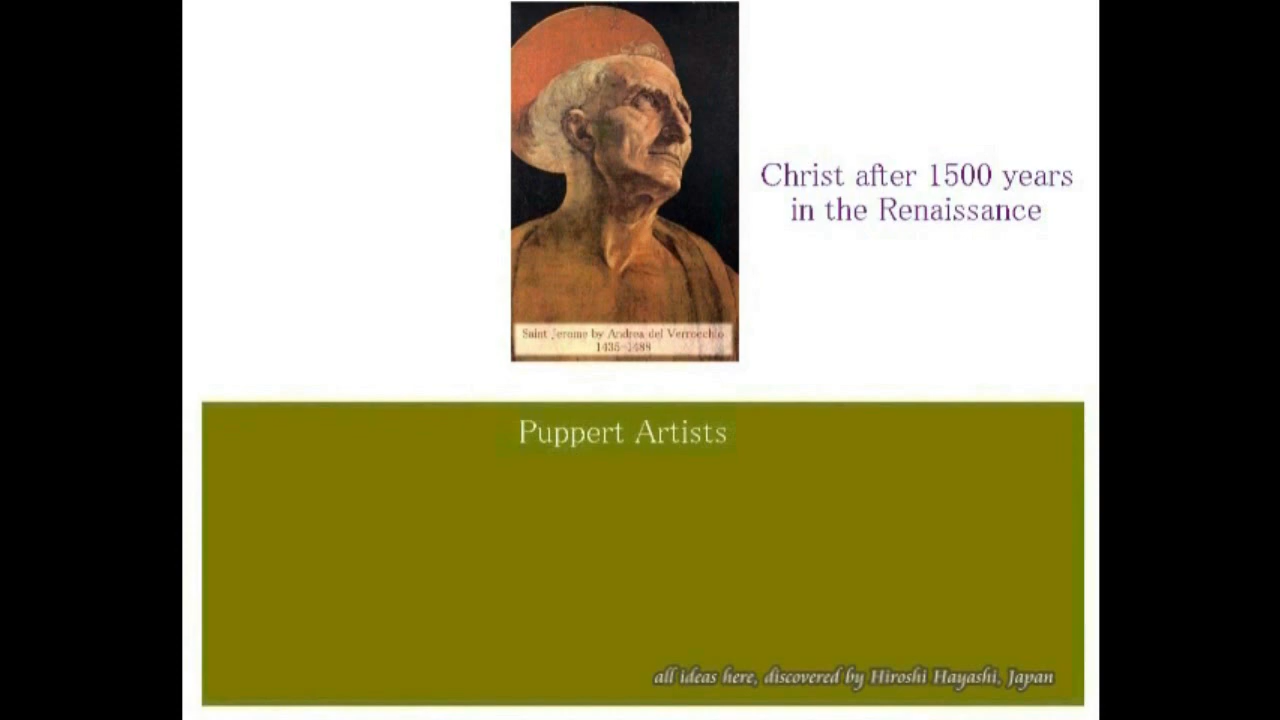 Christ after 1500 years
in the Renaissance
Saint Jerome by Andrea del Verrocchio
1435-1488
Puppert Artists
all ideas here, discovered by Hiroshi Hayashi, Japan